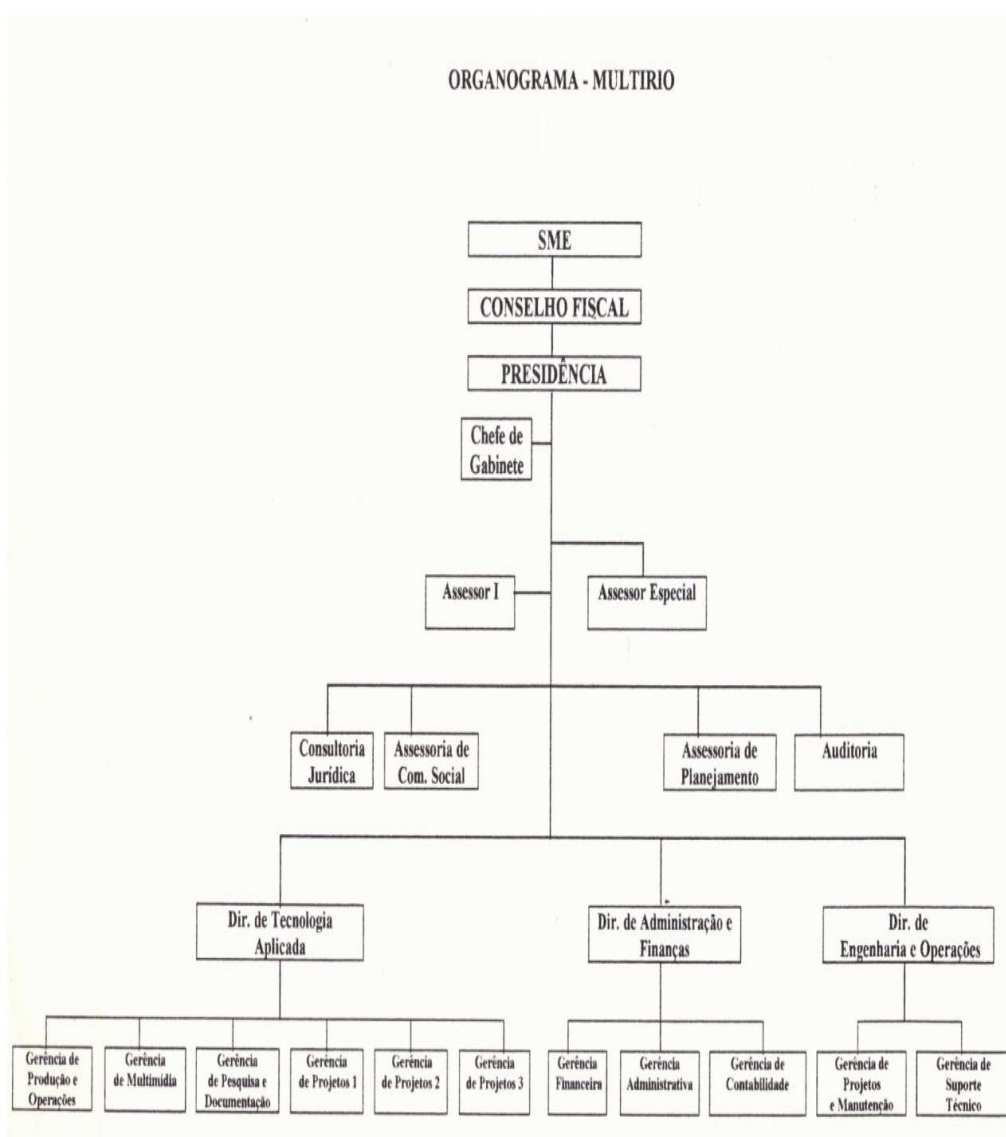 ORGANOGRAMA - MULTIRIO
SME
CONSELHO FISCAL
PRESIDÊNCIA
Chefe de
Gabinete
Assessor I
Assessor Especial
Consultoria
Jurídica
Assessoria de
Com. Social
Assessoria de
Planejamento
Auditoria
Dir. de Tecnologia
Aplicada
Dir. de Administração e
Finanças
Dir. de
Engenharia e Operações
Gerência de
Produção e
Operações
Gerência
de Multimidia
Gerência
de Pesquisa e
Documentação
Gerência
de Projetos 1
Gerência
de Projetos 2
Gerência
de Projetos 3
Gerência
Financeira
Gerência
Administrativa
Gerência de
Contabilidade
Gerência de
Projetos
e Manutenção
Gerência de
Suporte
Técnico